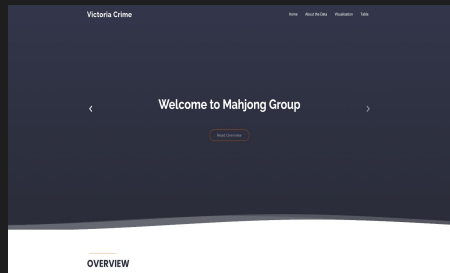 Victoria Crime
Home About the Data Visualisation Table
Welcome to Mahjong Group
Read Overview
OVERVIEW